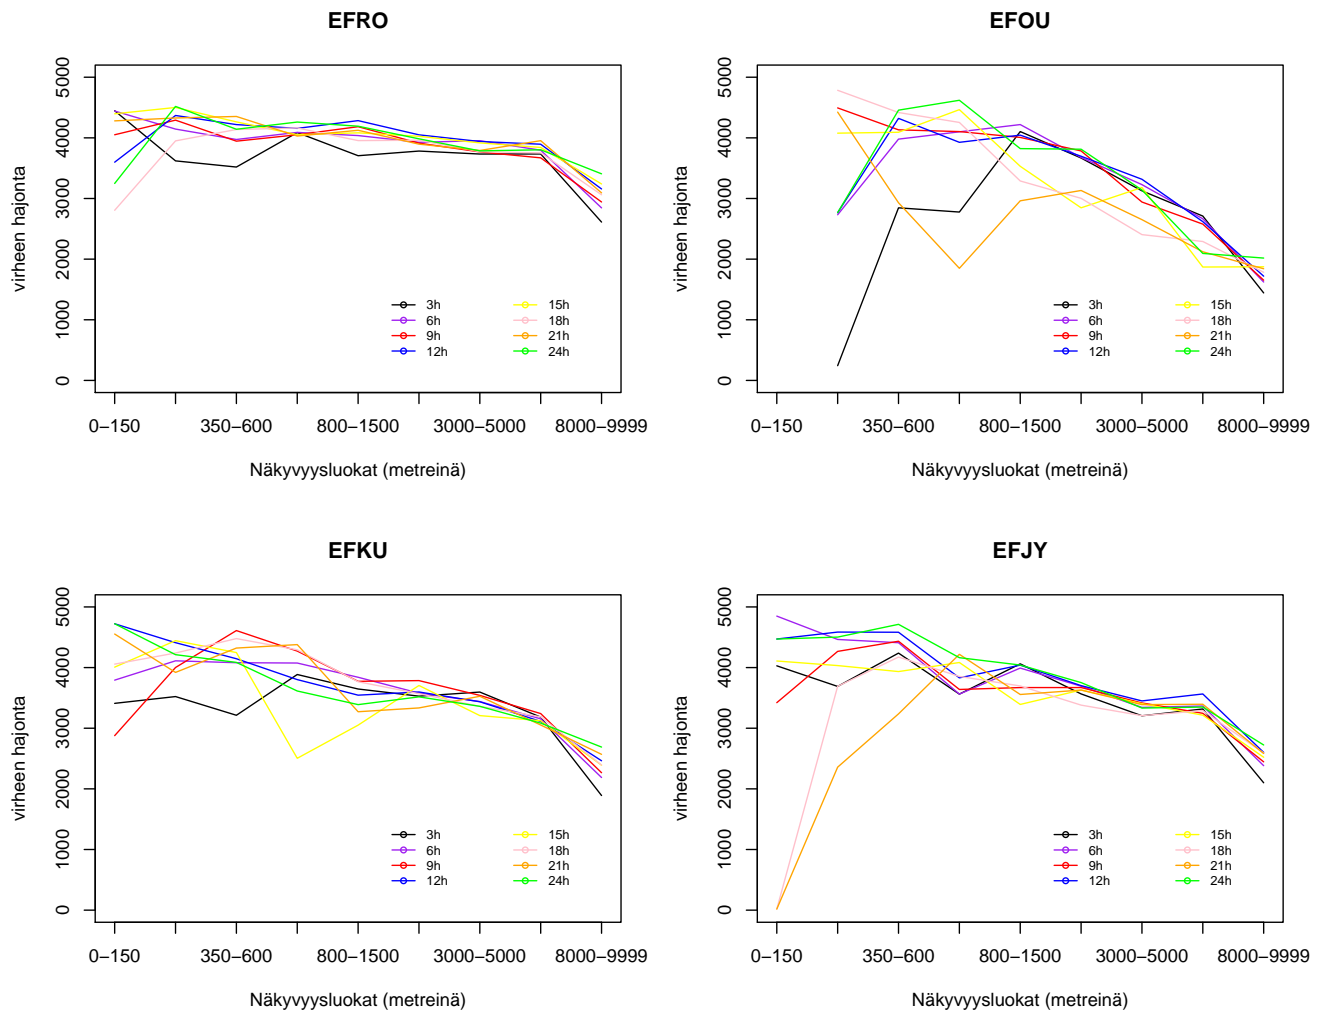 EFRO
virheen hajonta
5000
4000
3000
2000
1000
0
3h
6h
9h
12h
15h
18h
21h
24h
0−150
350−600
800−1500
3000−5000
8000−9999
Näkyvyysluokat (metreinä)
EFOU
virheen hajonta
5000
4000
3000
2000
1000
0
3h
6h
9h
12h
15h
18h
21h
24h
0−150
350−600
800−1500
3000−5000
8000−9999
Näkyvyysluokat (metreinä)
EFKU
virheen hajonta
5000
4000
3000
2000
1000
0
3h
6h
9h
12h
15h
18h
21h
24h
0−150
350−600
800−1500
3000−5000
8000−9999
Näkyvyysluokat (metreinä)
EFJY
virheen hajonta
5000
4000
3000
2000
1000
0
3h
6h
9h
12h
15h
18h
21h
24h
0−150
350−600
800−1500
3000−5000
8000−9999
Näkyvyysluokat (metreinä)